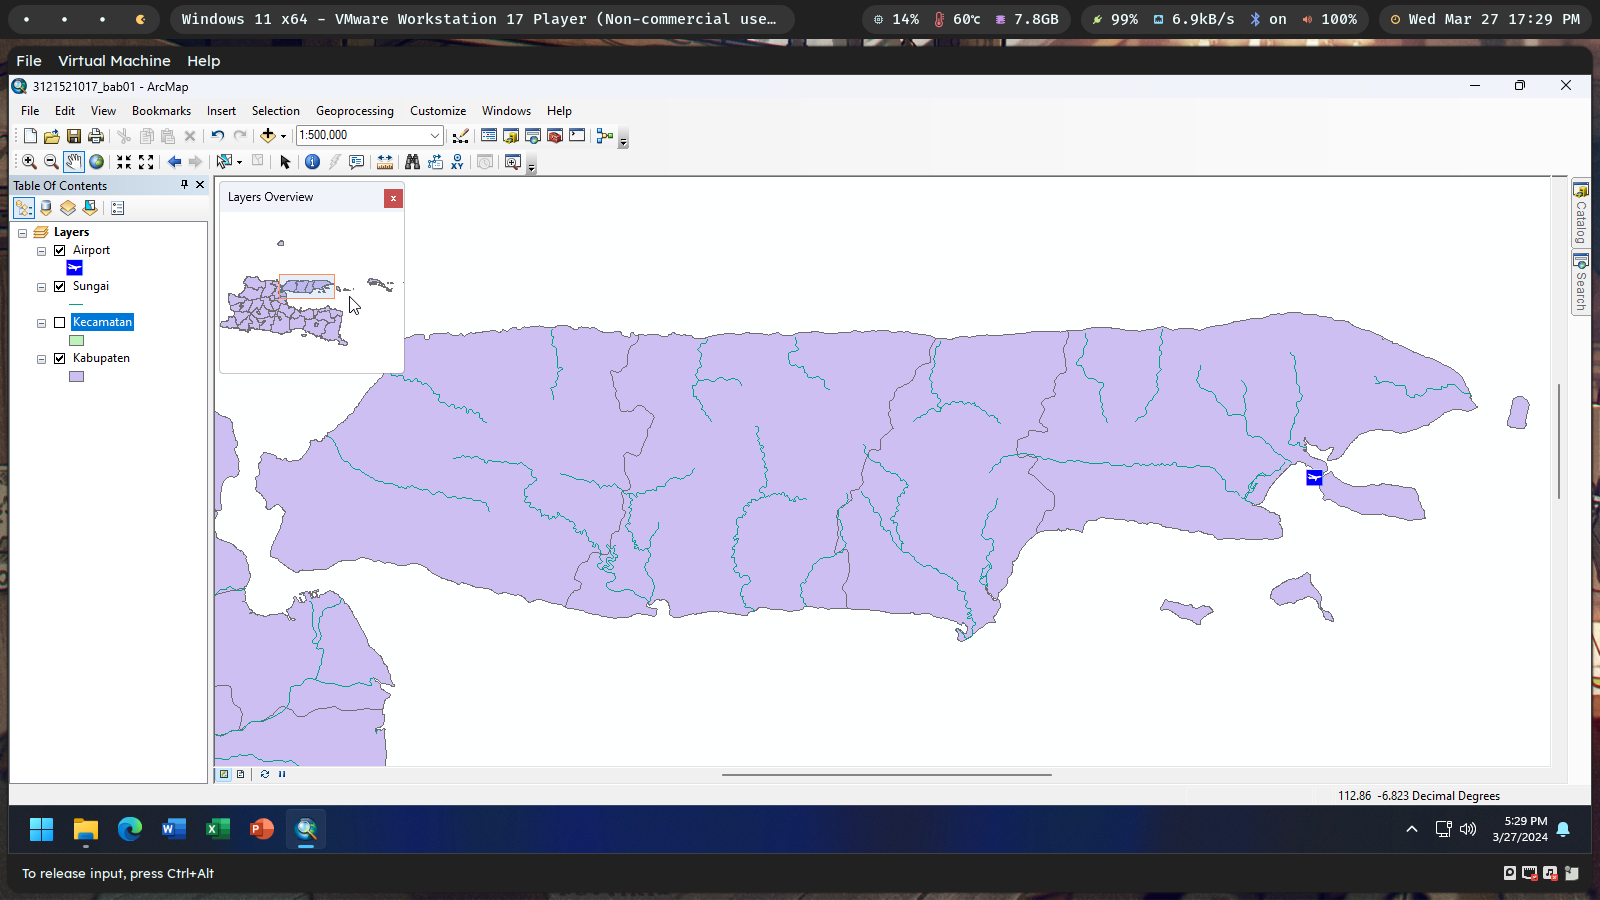 Windows 11 x64 - VMware Workstation 17 Player (Non-commercial use…
14%
60℃
7.8GB
99%
6.9kB/s
on
100%
Wed Mar 27 17:29 PM
File Virtual Machine Help
3121521017_bab01 - ArcMap
File Edit View Bookmarks Insert Selection Geoprocessing Customize Windows Help
1:500,000
XY
Table Of Contents
Layers
Airport
Sungai
Kecamatan
Kabupaten
Layers Overview
Catalog
Search
112.86 -6.823 Decimal Degrees
5:29 PM
3/27/2024
To release input, press Ctrl+Alt